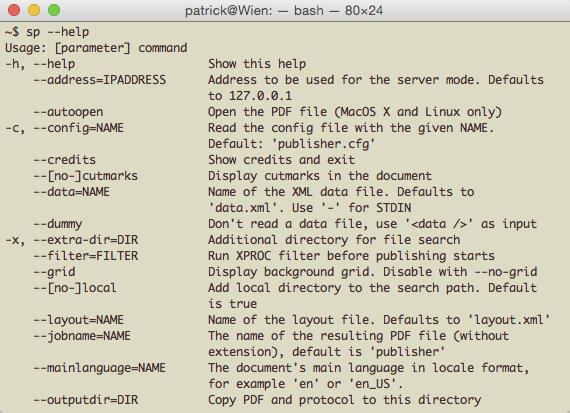 patrick@Wien: — bash — 80×24
~$ sp --help
Usage: [parameter] command
-h, --help                   Show this help
    --address=IPADDRESS      Address to be used for the server mode. Defaults
                             to 127.0.0.1
    --autoopen               Open the PDF file (MacOS X and Linux only)
-c, --config=NAME            Read the config file with the given NAME.
                             Default: 'publisher.cfg'
    --credits                Show credits and exit
    --[no-]cutmarks          Display cutmarks in the document
    --data=NAME              Name of the XML data file. Defaults to
                             'data.xml'. Use '-' for STDIN
    --dummy                  Don't read a data file, use '<data />' as input
-x, --extra-dir=DIR          Additional directory for file search
    --filter=FILTER          Run XPROC filter before publishing starts
    --grid                   Display background grid. Disable with --no-grid
    --[no-]local             Add local directory to the search path. Default
                             is true
    --layout=NAME            Name of the layout file. Defaults to 'layout.xml'
    --jobname=NAME           The name of the resulting PDF file (without
                             extension), default is 'publisher'
    --mainlanguage=NAME      The document's main language in locale format,
                             for example 'en' or 'en_US'.
    --outputdir=DIR          Copy PDF and protocol to this directory